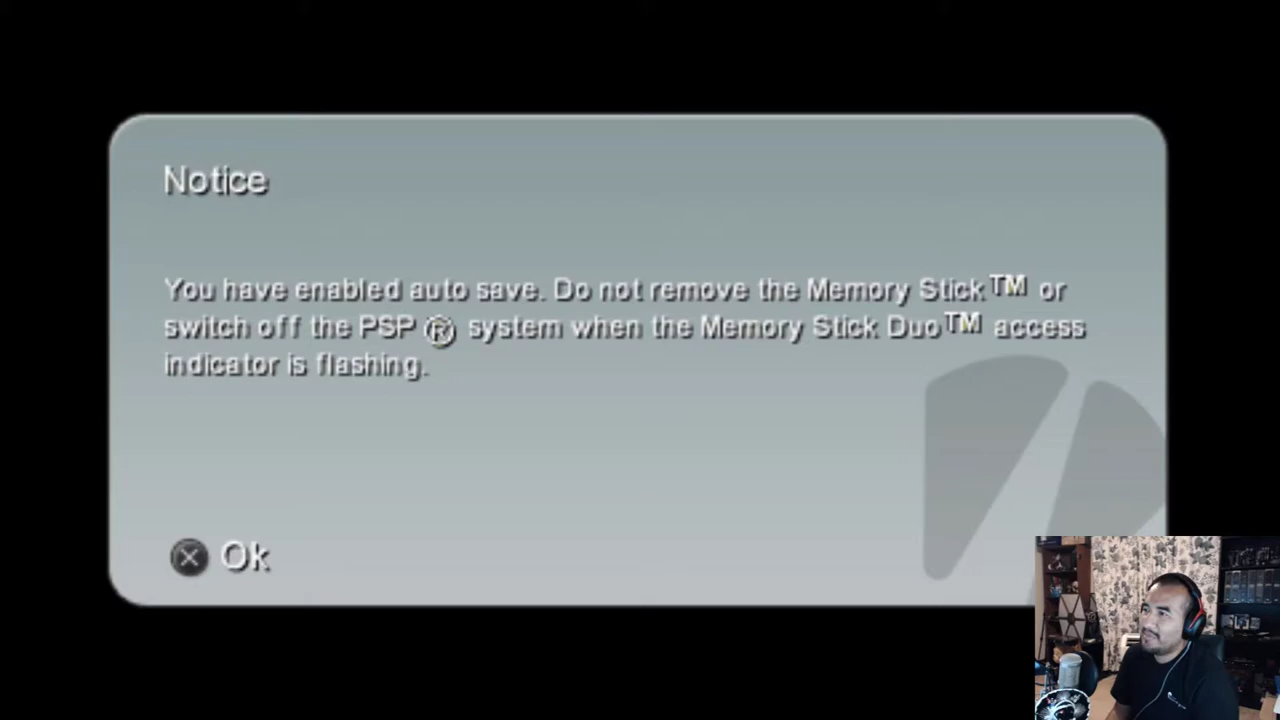 Notice
You have enabled auto save. Do not remove the Memory Stick™ or
switch off the PSP ® system when the Memory Stick Duo™ access
indicator is flashing.
Ok